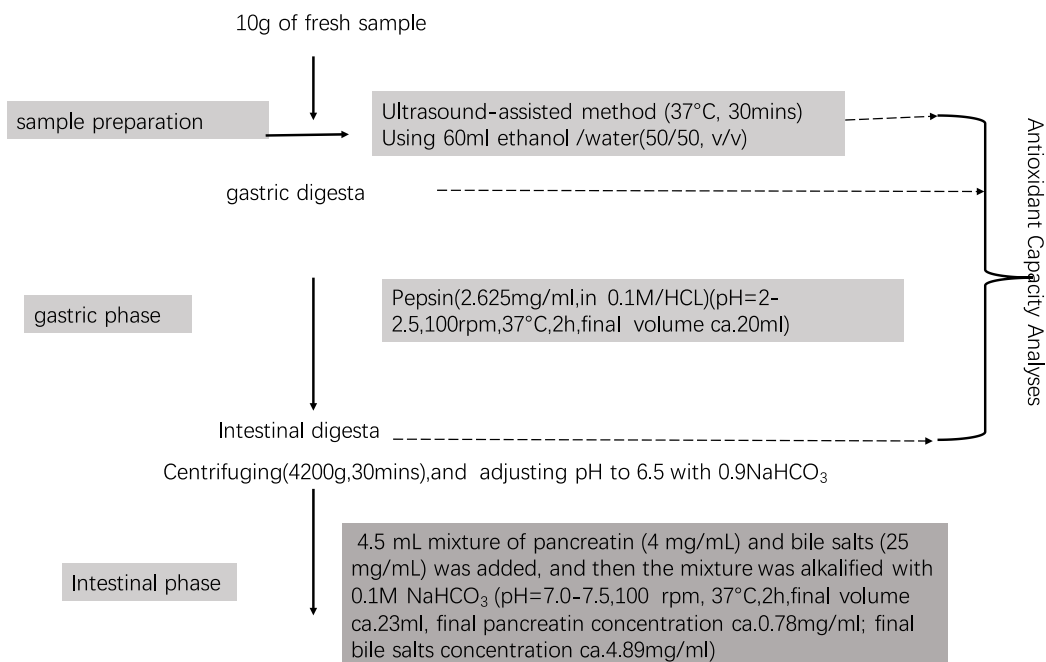 10g of fresh sample
sample preparation
Ultrasound-assisted method (37°C, 30mins)
Using 60ml ethanol /water(50/50, v/v)
gastric digesta
gastric phase
Pepsin(2.625mg/ml,in 0.1M/HCL)(pH=2-
2.5,100rpm,37°C,2h,final volume ca.20ml)
Intestinal digesta
Centrifuging(4200g,30mins),and adjusting pH to 6.5 with 0.9NaHCO₃
Intestinal phase
4.5 mL mixture of pancreatin (4 mg/mL) and bile salts (25
mg/mL) was added, and then the mixture was alkalified with
0.1M NaHCO₃ (pH=7.0-7.5,100 rpm, 37°C,2h,final volume
ca.23ml, final pancreatin concentration ca.0.78mg/ml; final
bile salts concentration ca.4.89mg/ml)
Antioxidant Capacity Analyses